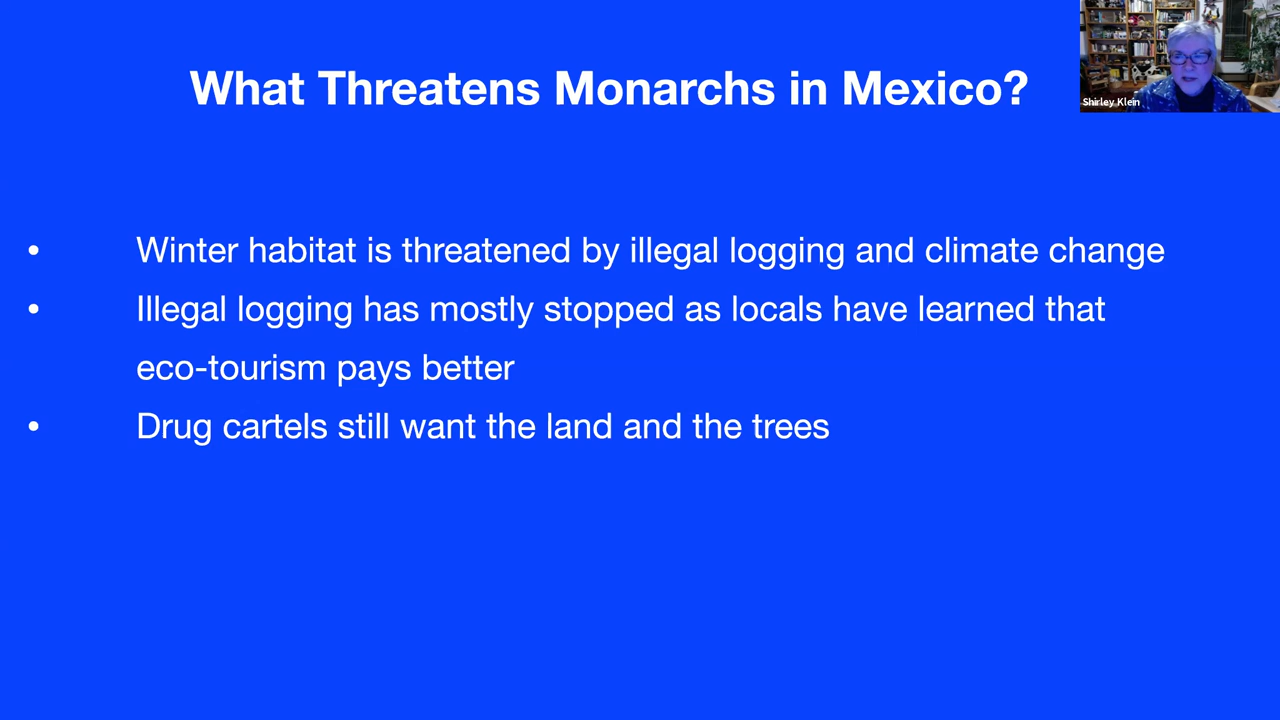 What Threatens Monarchs in Mexico?
Shirley Klein
• Winter habitat is threatened by illegal logging and climate change
• Illegal logging has mostly stopped as locals have learned that
eco-tourism pays better
• Drug cartels still want the land and the trees